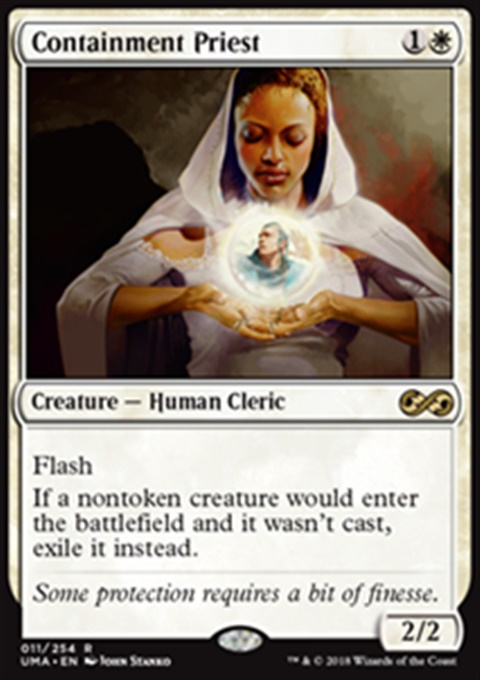 Containment Priest 1
Creature — Human Cleric
Flash
If a nontoken creature would enter
the battlefield and it wasn't cast,
exile it instead.
Some protection requires a bit of finesse.
2/2
011/254 R
UMA • EN John Stanko
™ & © 2018 Wizards of the Coast